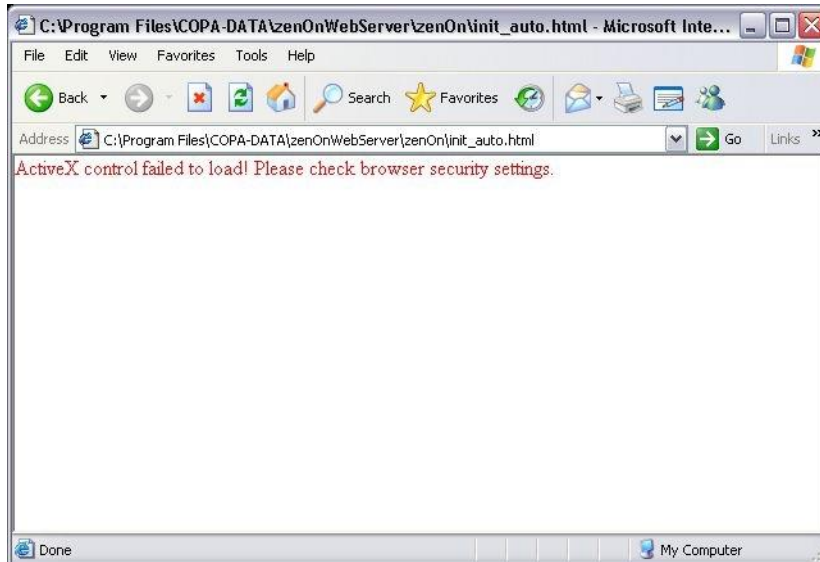 C:\Program Files\COPA-DATA\zenOnWebServer\zenOn\init_auto.html - Microsoft Inte...
File Edit View Favorites Tools Help
Back Search Favorites
Address C:\Program Files\COPA-DATA\zenOnWebServer\zenOn\init_auto.html Go Links »
ActiveX control failed to load! Please check browser security settings.
Done My Computer